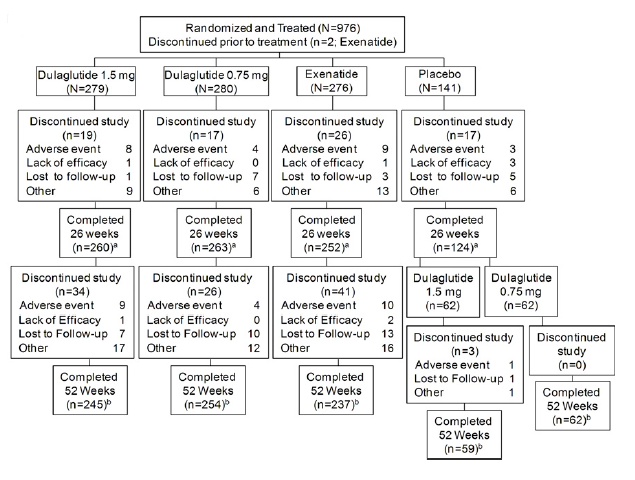 Randomized and Treated (N=976)
Discontinued prior to treatment (n=2; Exenatide)
Dulaglutide 1.5 mg
(N=279)
Dulaglutide 0.75 mg
(N=280)
Exenatide
(N=276)
Placebo
(N=141)
Discontinued study
(n=19)
Adverse event 8
Lack of efficacy 1
Lost to follow-up 1
Other 9
Discontinued study
(n=17)
Adverse event 4
Lack of efficacy 0
Lost to follow-up 7
Other 6
Discontinued study
(n=26)
Adverse event 9
Lack of efficacy 1
Lost to follow-up 3
Other 13
Discontinued study
(n=17)
Adverse event 3
Lack of efficacy 3
Lost to follow-up 5
Other 6
Completed
26 weeks
(n=260)ª
Completed
26 weeks
(n=263)ª
Completed
26 weeks
(n=252)ª
Completed
26 weeks
(n=124)ª
Discontinued study
(n=34)
Adverse event 9
Lack of Efficacy 1
Lost to Follow-up 7
Other 17
Discontinued study
(n=26)
Adverse event 4
Lack of Efficacy 0
Lost to Follow-up 10
Other 12
Discontinued study
(n=41)
Adverse event 10
Lack of Efficacy 2
Lost to Follow-up 13
Other 16
Dulaglutide
1.5 mg
(n=62)
Dulaglutide
0.75 mg
(n=62)
Discontinued study
(n=3)
Adverse event 1
Lost to Follow-up 1
Other 1
Discontinued
study
(n=0)
Completed
52 Weeks
(n=245)ᵇ
Completed
52 Weeks
(n=254)ᵇ
Completed
52 Weeks
(n=237)ᵇ
Completed
52 Weeks
(n=59)ᵇ
Completed
52 Weeks
(n=62)ᵇ